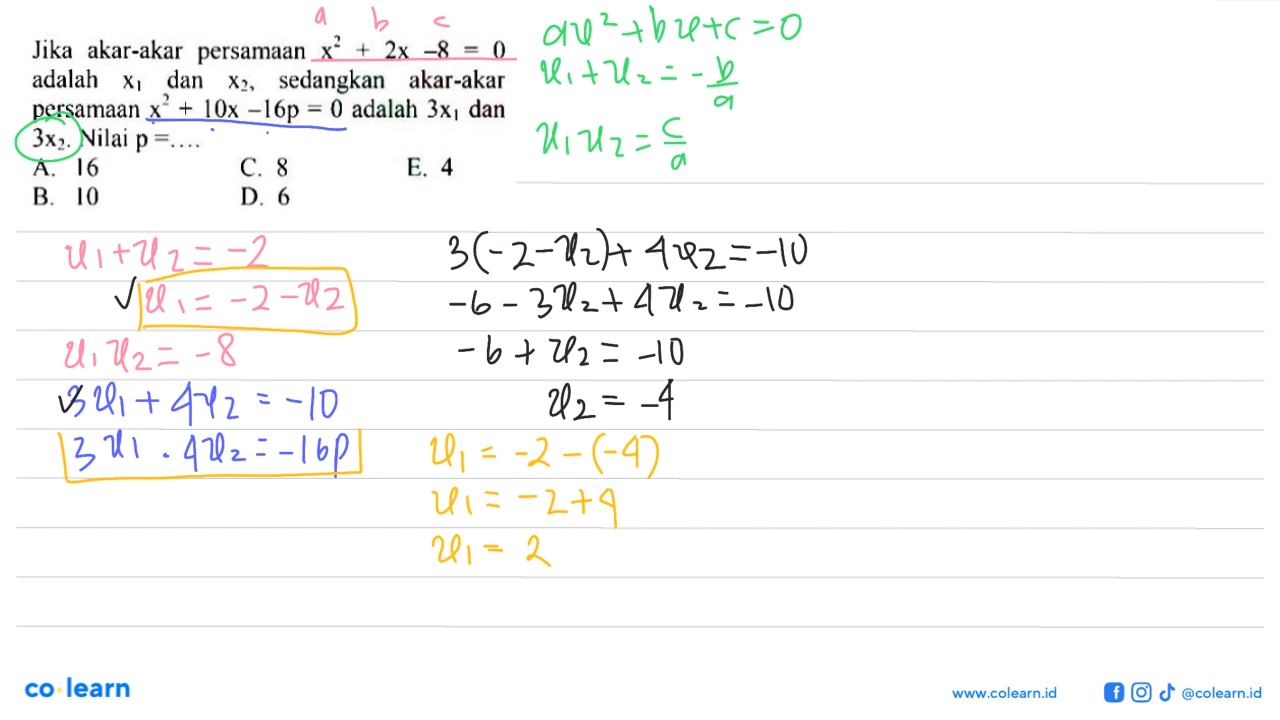 a b c
Jika akar-akar persamaan x² + 2x –8 = 0
adalah x₁ dan x₂, sedangkan akar-akar
persamaan x² + 10x –16p = 0 adalah 3x₁ dan
3x₂. Nilai p =....
A. 16 C. 8 E. 4
B. 10 D. 6
ax² + bx + c = 0
x₁ + x₂ = -b/a
x₁x₂ = c/a
x₁ + x₂ = -2
√ x₁ = -2 - x₂
x₁x₂ = -8
√ 3x₁ + 4x₂ = -10
3x₁ . 4x₂ = -16p
3(-2-x₂) + 4x₂ = -10
-6 - 3x₂ + 4x₂ = -10
-6 + x₂ = -10
x₂ = -4
x₁ = -2 - (-4)
x₁ = -2 + 4
x₁ = 2
co learn
www.colearn.id @colearn.id